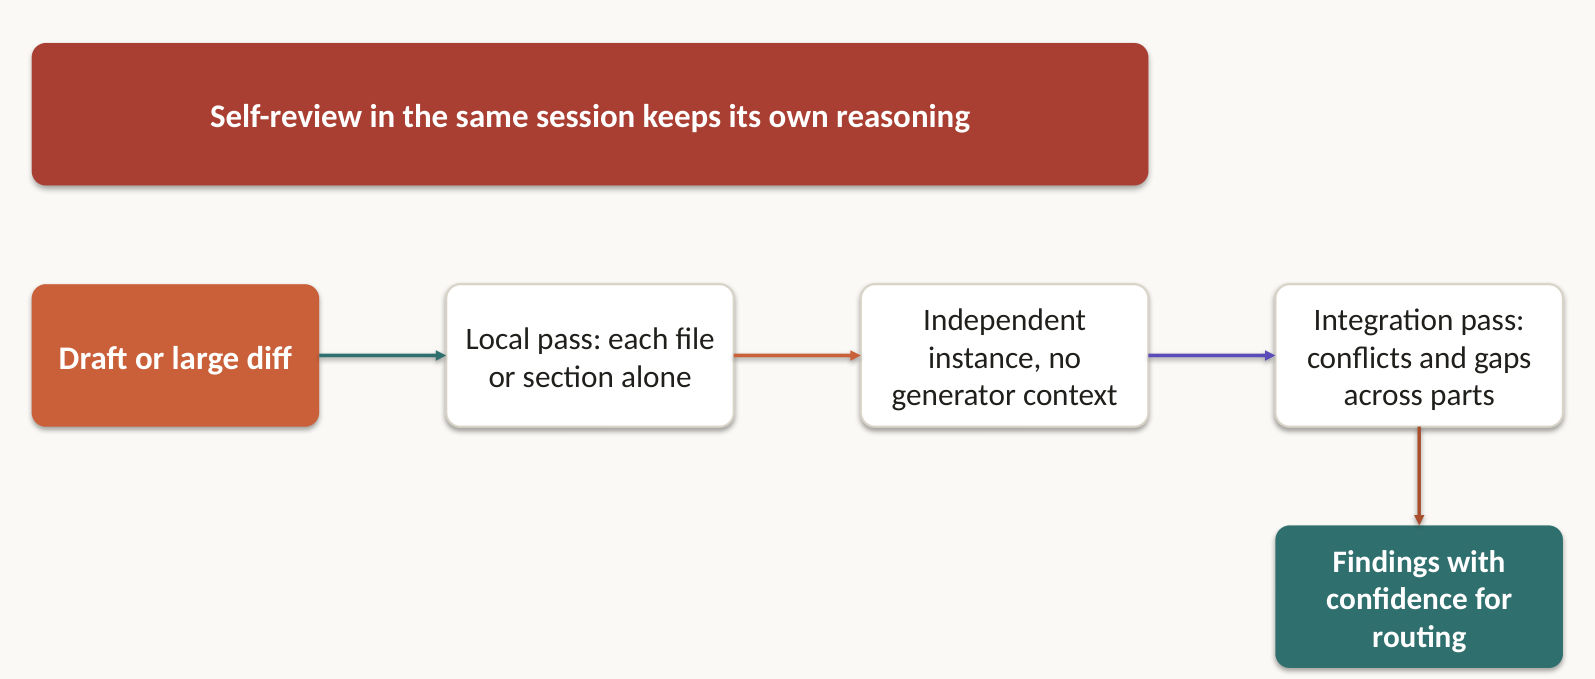 Self-review in the same session keeps its own reasoning
Draft or large diff
Local pass: each file
or section alone
Independent
instance, no
generator context
Integration pass:
conflicts and gaps
across parts
Findings with
confidence for
routing